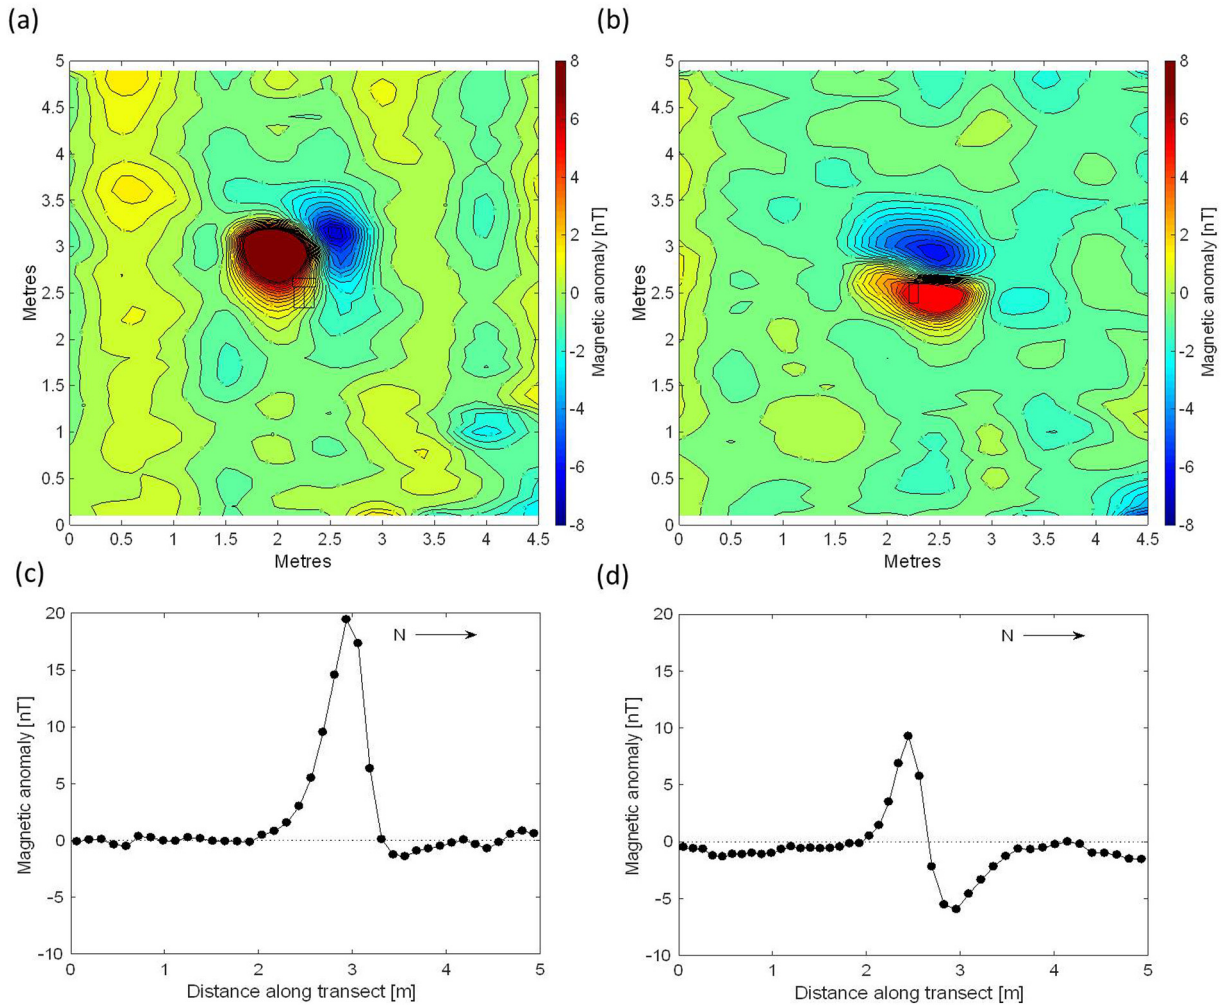 (a)
(b)
5
4.5
4
3.5
3
2.5
2
1.5
1
0.5
0
Metres
0 0.5 1 1.5 2 2.5 3 3.5 4 4.5
Metres
8
6
4
2
0
-2
-4
-6
-8
Magnetic anomaly [nT]
5
4.5
4
3.5
3
2.5
2
1.5
1
0.5
0
Metres
0 0.5 1 1.5 2 2.5 3 3.5 4 4.5
Metres
8
6
4
2
0
-2
-4
-6
-8
Magnetic anomaly [nT]
(c)
(d)
20
15
10
5
0
-5
-10
Magnetic anomaly [nT]
N
0 1 2 3 4 5
Distance along transect [m]
20
15
10
5
0
-5
-10
Magnetic anomaly [nT]
N
0 1 2 3 4 5
Distance along transect [m]